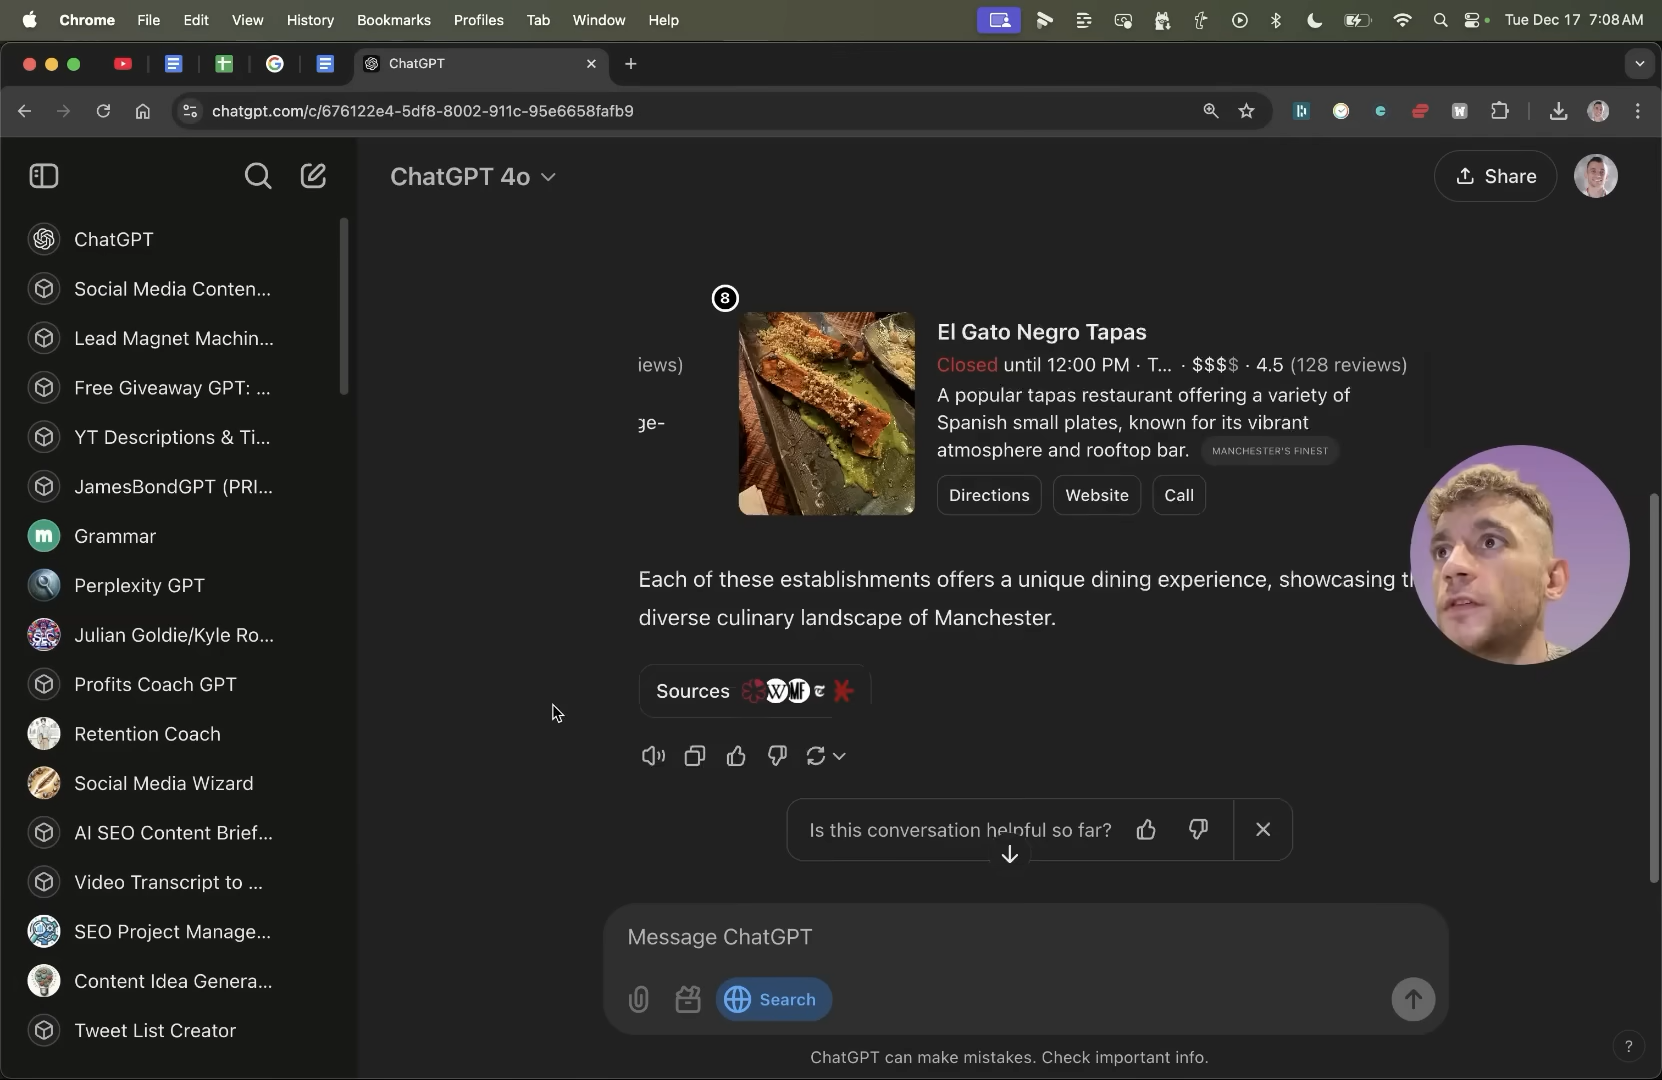 Chrome File Edit View History Bookmarks Profiles Tab Window Help Tue Dec 17 7:08 AM
ChatGPT
chatgpt.com/c/676122e4-5df8-8002-911c-95e6658fafb9
ChatGPT 4o
Share
ChatGPT
Social Media Conten...
Lead Magnet Machin...
Free Giveaway GPT: ...
YT Descriptions & Ti...
JamesBondGPT (PRI...
Grammar
Perplexity GPT
Julian Goldie/Kyle Ro...
Profits Coach GPT
Retention Coach
Social Media Wizard
AI SEO Content Brief...
Video Transcript to ...
SEO Project Manage...
Content Idea Genera...
Tweet List Creator
8
iews)
ge-
El Gato Negro Tapas
Closed until 12:00 PM · T... · $$$$ · 4.5 (128 reviews)
A popular tapas restaurant offering a variety of
Spanish small plates, known for its vibrant
atmosphere and rooftop bar. MANCHESTER'S FINEST
Directions Website Call
Each of these establishments offers a unique dining experience, showcasing
diverse culinary landscape of Manchester.
Sources
Is this conversation helpful so far?
Message ChatGPT
Search
ChatGPT can make mistakes. Check important info.
?